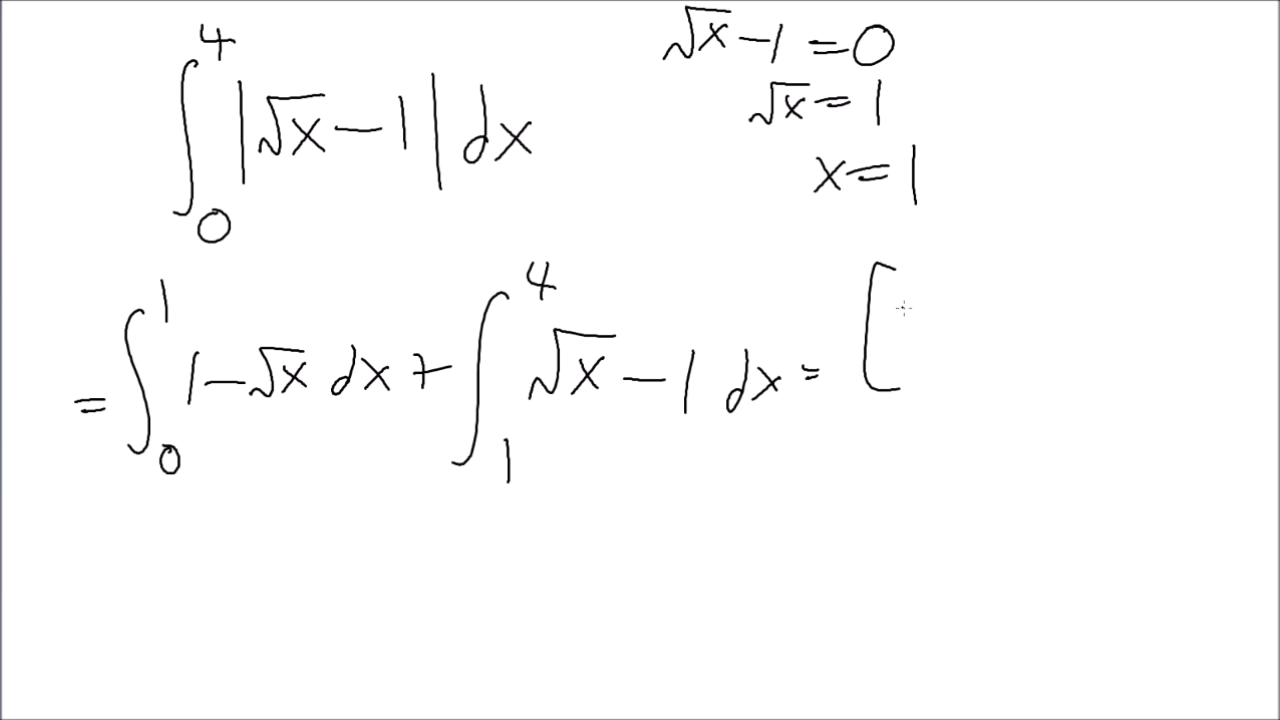 ∫₀⁴ |√x − 1| dx
√x − 1 = 0
√x = 1
x = 1
= ∫₀¹ 1 − √x dx + ∫₁⁴ √x − 1 dx = [